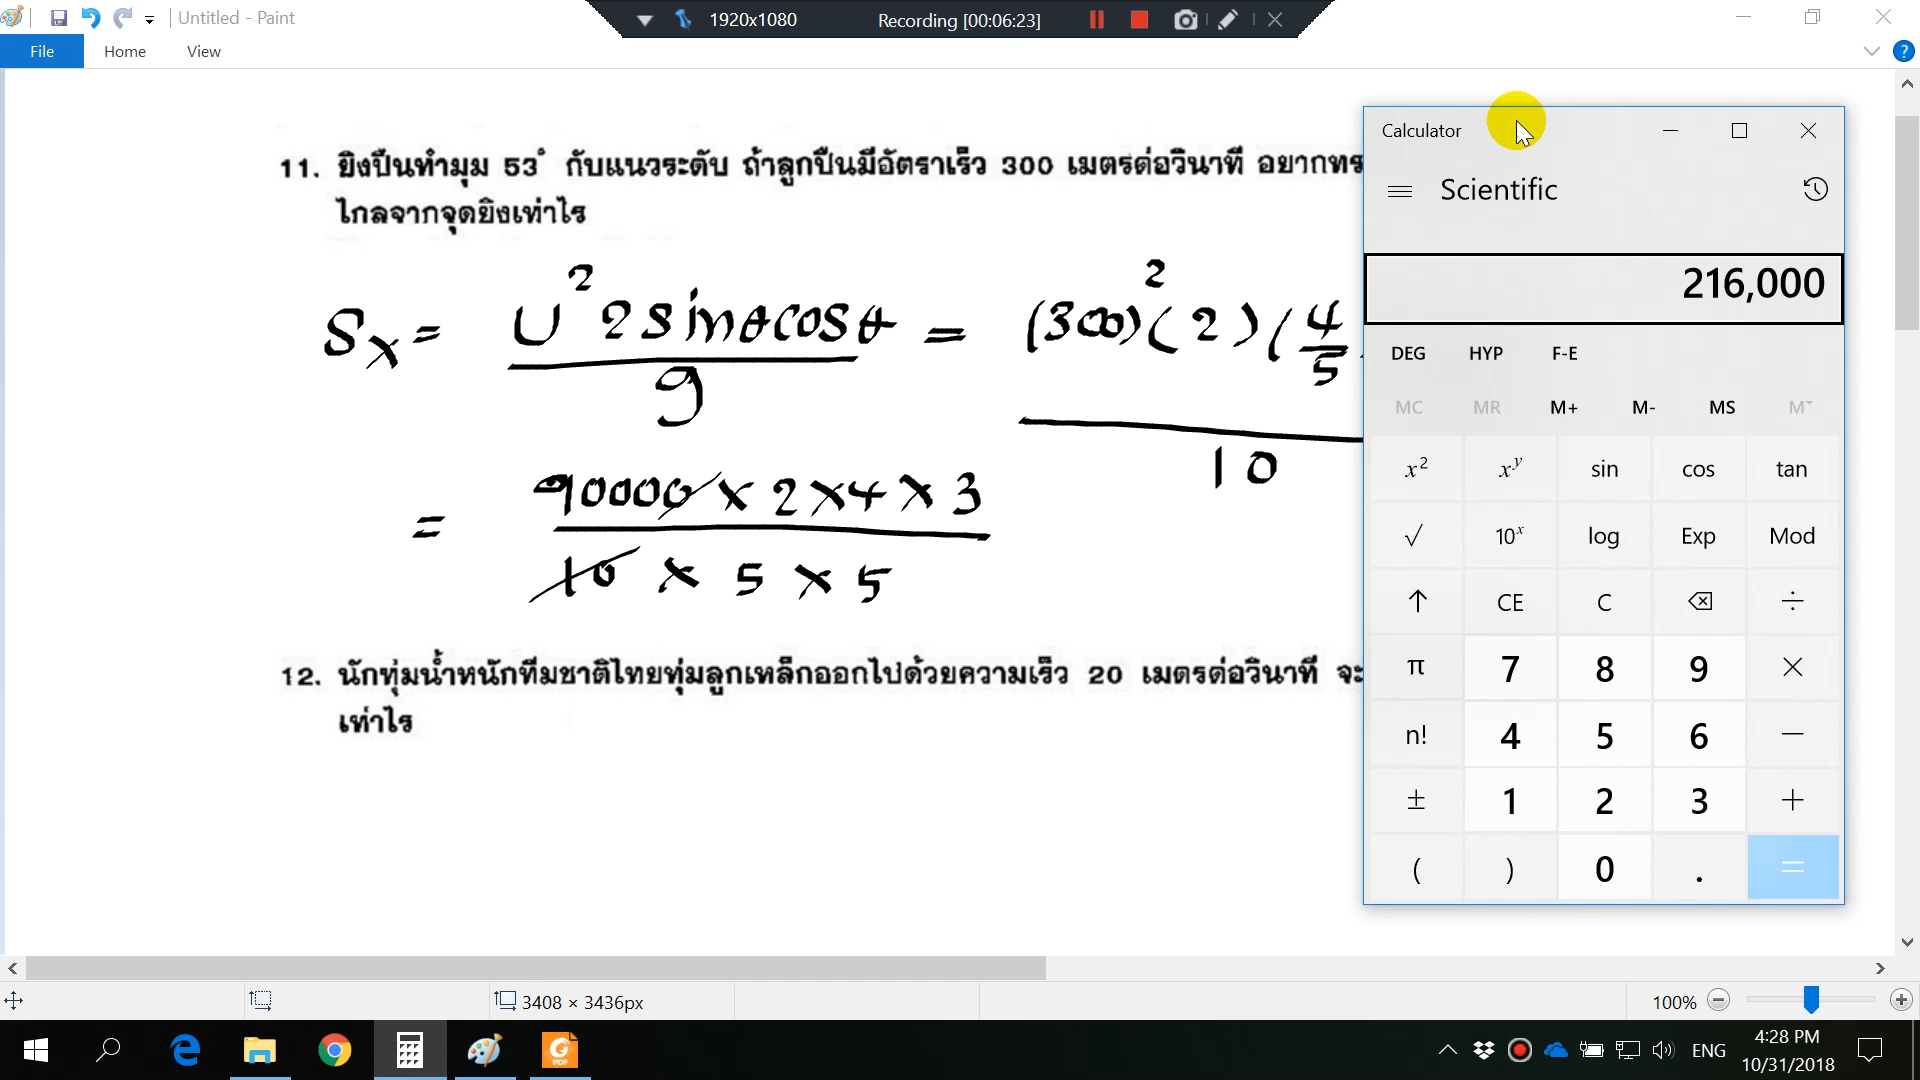 Untitled - Paint
1920x1080
Recording [00:06:23]
File
Home
View
?
11. ยิงปืนทำมุม 53° กับแนวระดับ ถ้าลูกปืนมีอัตราเร็ว 300 เมตรต่อวินาที อยากทร
ไกลจากจุดยิงเท่าไร
Sx = U² 2 sinθcosθ / g = (300)² (2) (4/5
10
= 90000 x 2 x 4 x 3
10 x 5 x 5
12. นักทุ่มน้ำหนักทีมชาติไทยทุ่มลูกเหล็กออกไปด้วยความเร็ว 20 เมตรต่อวินาที จะ
เท่าไร
Calculator
Scientific
216,000
DEG HYP F-E
MC MR M+ M- MS M
x² xʸ sin cos tan
√ 10ˣ log Exp Mod
↑ CE C ÷
π 7 8 9 ×
n! 4 5 6 −
± 1 2 3 +
( ) 0 . =
3408 × 3436px
100%
PDF
ENG
4:28 PM
10/31/2018